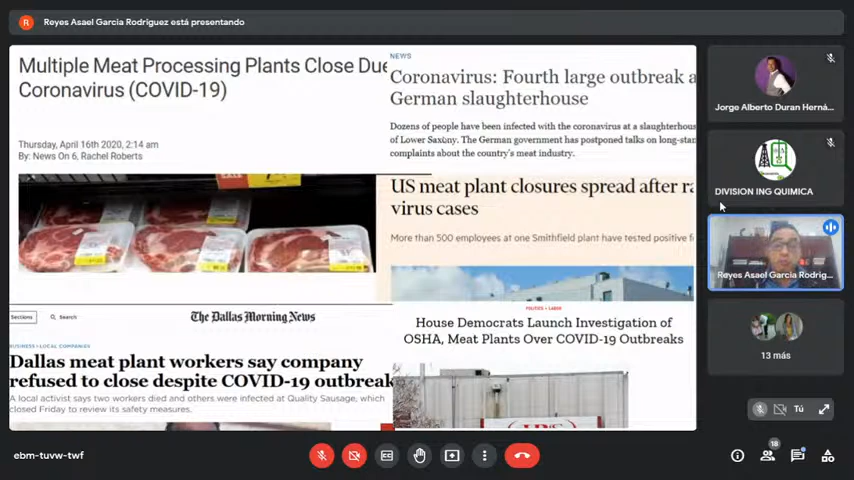 R Reyes Asael Garcia Rodriguez está presentando
Multiple Meat Processing Plants Close Due
Coronavirus (COVID-19)
Thursday, April 16th 2020, 2:14 am
By: News On 6, Rachel Roberts
NEWS
Coronavirus: Fourth large outbreak a
German slaughterhouse
Dozens of people have been infected with the coronavirus at a slaughterhous
of Lower Saxony. The German government has postponed talks on long-stan
complaints about the country's meat industry.
US meat plant closures spread after ra
virus cases
More than 500 employees at one Smithfield plant have tested positive f
POLITICS • LABOR
House Democrats Launch Investigation of
OSHA, Meat Plants Over COVID-19 Outbreaks
Sections
Search
The Dallas Morning News
BUSINESS > LOCAL COMPANIES
Dallas meat plant workers say company
refused to close despite COVID-19 outbreak
A local activist says two workers died and others were infected at Quality Sausage, which
closed Friday to review its safety measures.
Jorge Alberto Duran Herná...
DIVISION ING QUIMICA
Reyes Asael Garcia Rodrig...
13 más
Tú
ebm-tuvw-twf
18